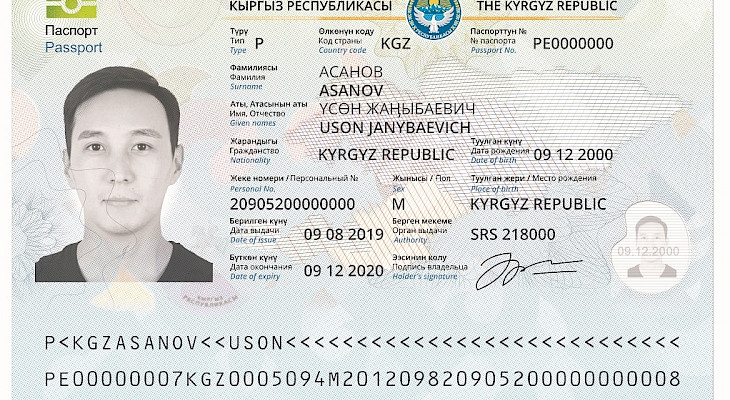 КЫРГЫЗ РЕСПУБЛИКАСЫ THE KYRGYZ REPUBLIC
Паспорт
Passport
Түрү Өлкөнүн коду Паспорттун №
Тип P Код страны KGZ № паспорта PE0000000
Type Country code Passport No.
Фамилиясы
Фамилия АСАНОВ
Surname ASANOV
Аты, Атасынын аты
Имя, Отчество ҮСӨН ЖАҢЫБАЕВИЧ
Given names USON JANYBAEVICH
Жарандыгы Туулган күнү
Гражданство KYRGYZ REPUBLIC Дата рождения 09 12 2000
Nationality Date of birth
Жеке номери / Персональный № Жынысы / Пол Туулган жери / Место рождения
Personal No. Sex Place of birth
20905200000000 M KYRGYZ REPUBLIC
Берилген күнү Берген мекеме
Дата выдачи 09 08 2019 Орган выдачи SRS 218000
Date of issue Authority
09.12.2000
Бүткөн күнү Ээсинин колу
Дата окончания 09 12 2020 Подпись владельца
Date of expiry Holder's signature
КЫРГЫЗ
РЕСПУБЛИКАСЫ
P<KGZASANOV<<USON<<<<<<<<<<<<<<<<<<<<<<<<<<<
PE00000007KGZ0005094M20120982090520000000008